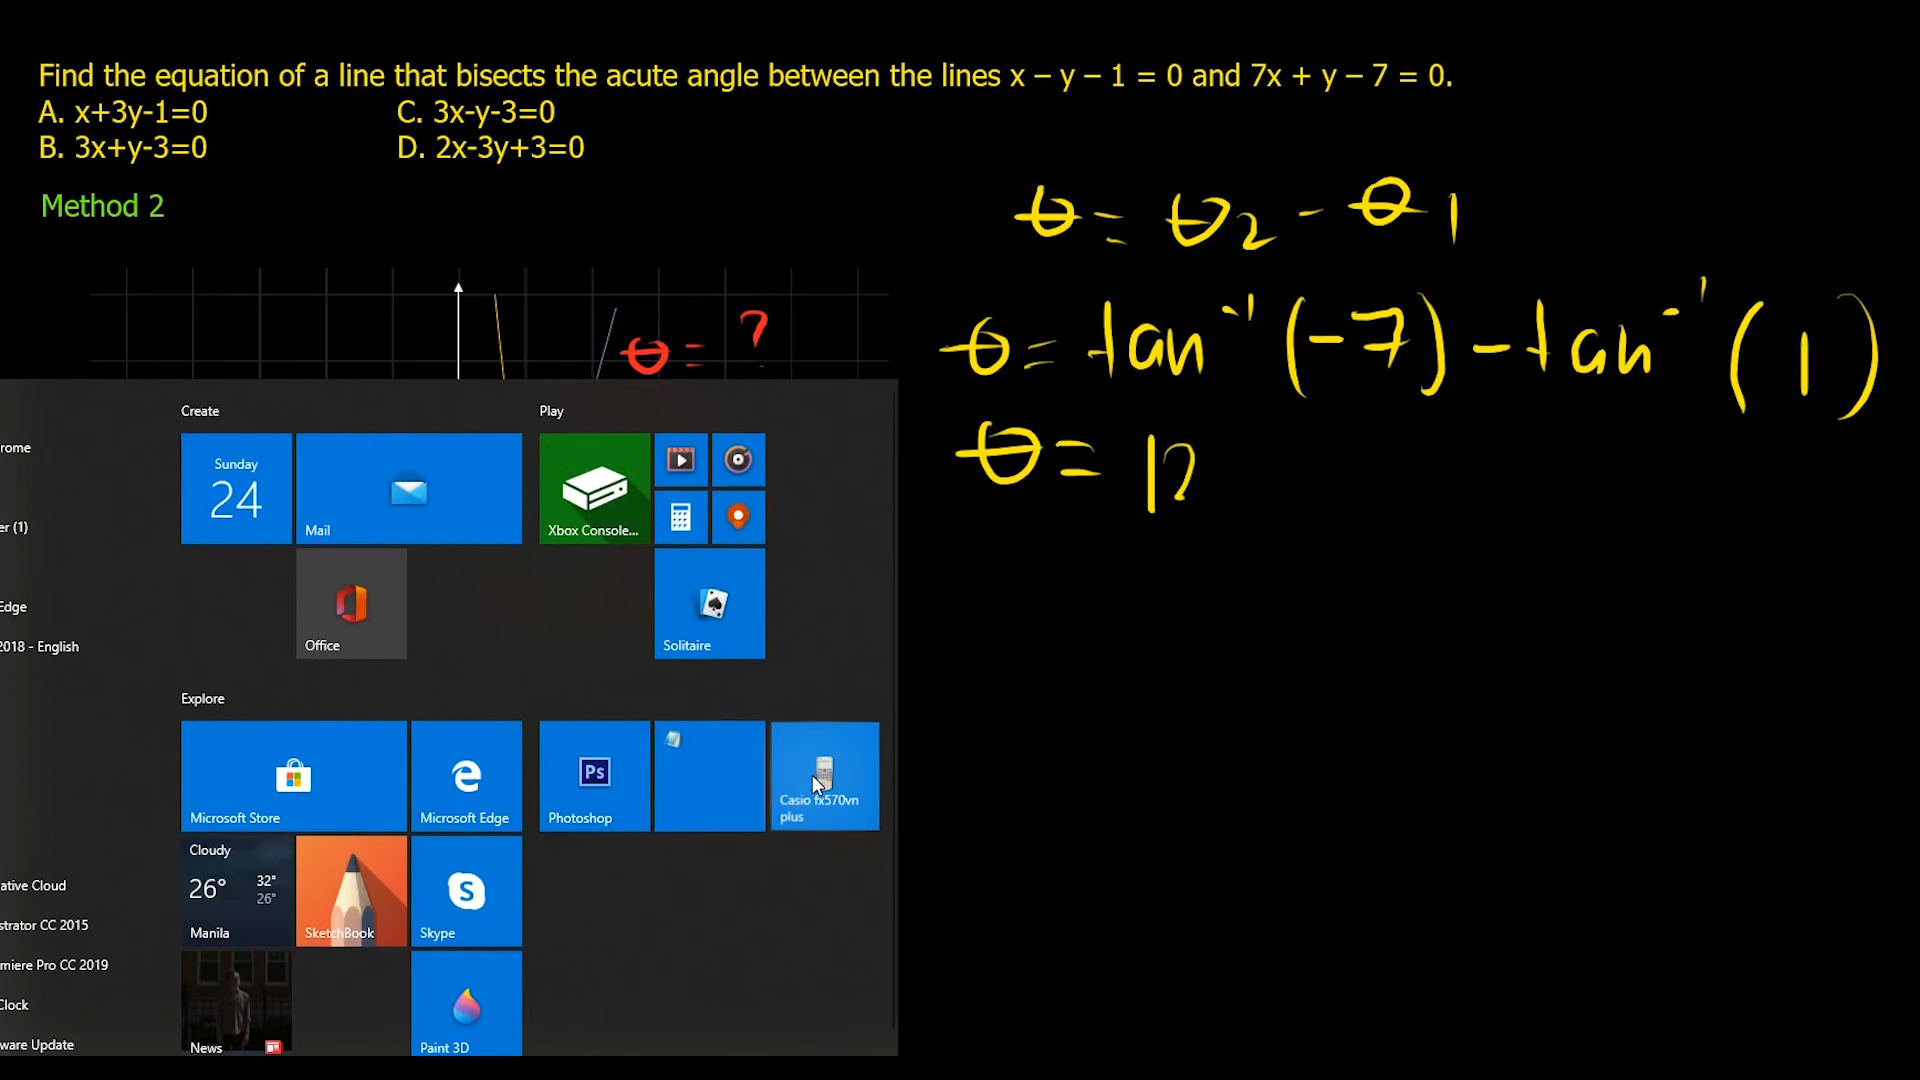 Find the equation of a line that bisects the acute angle between the lines x – y – 1 = 0 and 7x + y – 7 = 0.
A. x+3y-1=0
C. 3x-y-3=0
B. 3x+y-3=0
D. 2x-3y+3=0
Method 2
θ = ?
θ = θ2 - θ1
θ = tan⁻¹ (-7) - tan⁻¹ (1)
θ =
Create
Play
rome
er (1)
Edge
2018 - English
ative Cloud
strator CC 2015
miere Pro CC 2019
Clock
ware Update
Sunday
24
Mail
Xbox Console...
Office
Solitaire
Explore
Microsoft Store
Microsoft Edge
Ps
Photoshop
Casio fx570vn
plus
Cloudy
26°
32°
26°
Manila
SketchBook
S
Skype
News
Paint 3D